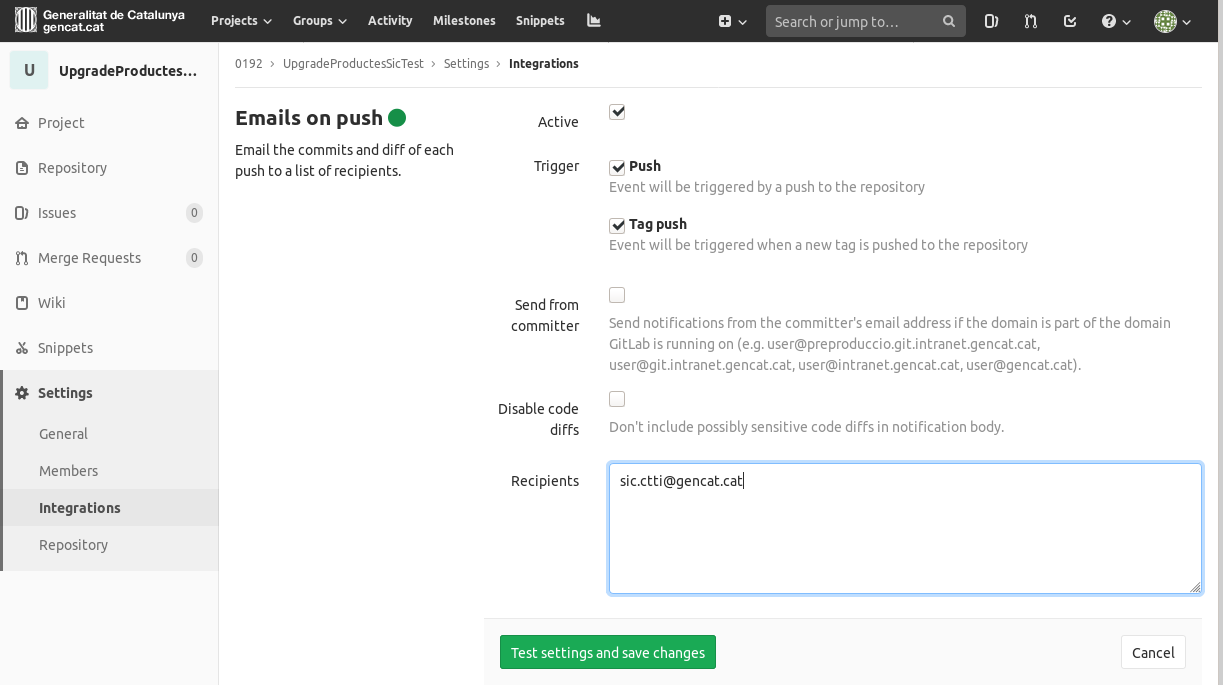 Generalitat de Catalunya
gencat.cat
Projects Groups Activity Milestones Snippets
Search or jump to…
U UpgradeProductes...
Project
Repository
Issues 0
Merge Requests 0
Wiki
Snippets
Settings
General
Members
Integrations
Repository
0192 › UpgradeProductesSicTest › Settings › Integrations
Emails on push
Email the commits and diff of each
push to a list of recipients.
Active
Trigger
Push
Event will be triggered by a push to the repository
Tag push
Event will be triggered when a new tag is pushed to the repository
Send from
committer
Send notifications from the committer's email address if the domain is part of the domain
GitLab is running on (e.g. user@preproduccio.git.intranet.gencat.cat,
user@git.intranet.gencat.cat, user@intranet.gencat.cat, user@gencat.cat).
Disable code
diffs
Don't include possibly sensitive code diffs in notification body.
Recipients
sic.ctti@gencat.cat
Test settings and save changes
Cancel